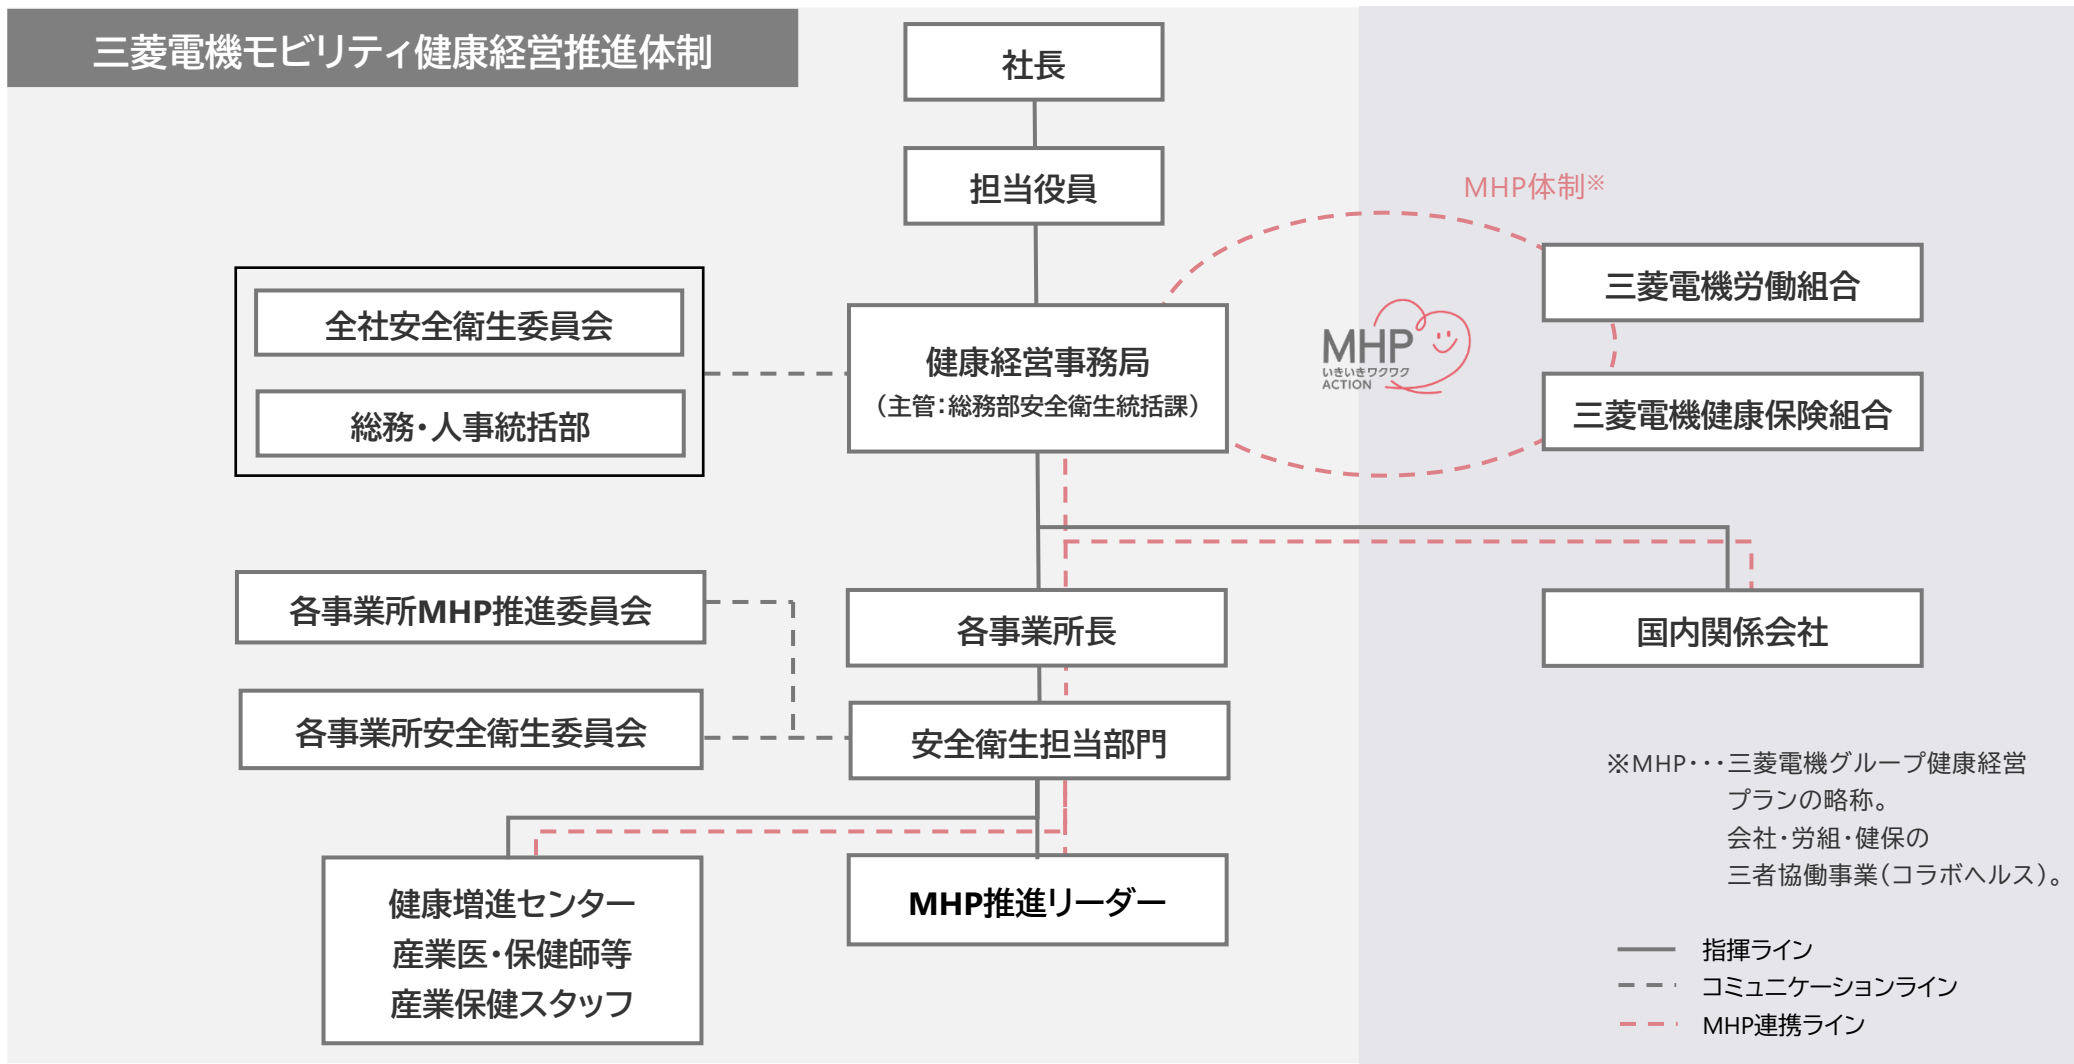 三菱電機モビリティ健康経営推進体制
社長
担当役員
MHP体制※
全社安全衛生委員会
総務・人事統括部
健康経営事務局
（主管：総務部安全衛生統括課）
MHP
いきいきワクワク
ACTION
三菱電機労働組合
三菱電機健康保険組合
各事業所MHP推進委員会
各事業所安全衛生委員会
各事業所長
国内関係会社
安全衛生担当部門
健康増進センター
産業医・保健師等
産業保健スタッフ
MHP推進リーダー
※MHP・・・三菱電機グループ健康経営
プランの略称。
会社・労組・健保の
三者協働事業（コラボヘルス）。
指揮ライン
コミュニケーションライン
MHP連携ライン